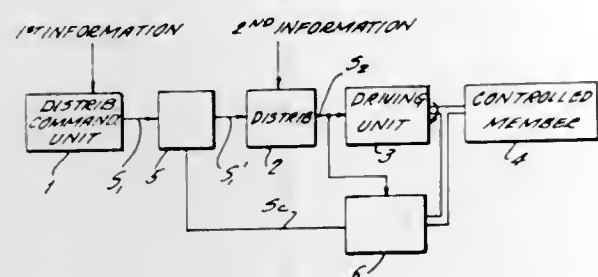 1ST INFORMATION
2ND INFORMATION
DISTRIB
COMMAND
UNIT
DISTRIB
DRIVING
UNIT
CONTROLLED
MEMBER
S2
1
S1
5
S1'
2
3
4
Sc
6